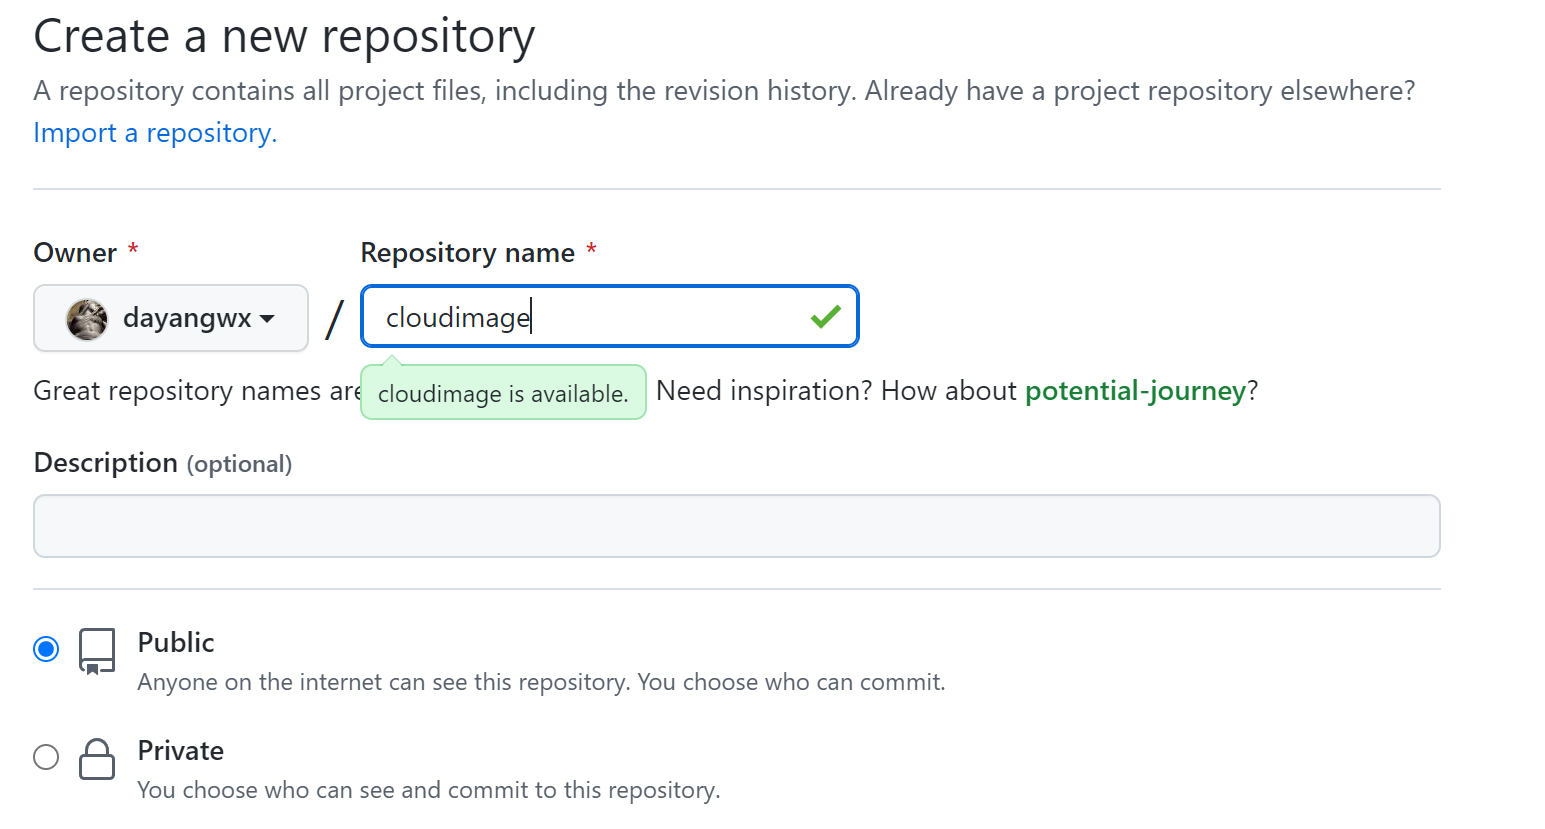 Create a new repository
A repository contains all project files, including the revision history. Already have a project repository elsewhere?
Import a repository.
Owner *
Repository name *
dayangwx
/
cloudimage
Great repository names are
cloudimage is available.
Need inspiration? How about potential-journey?
Description (optional)
Public
Anyone on the internet can see this repository. You choose who can commit.
Private
You choose who can see and commit to this repository.